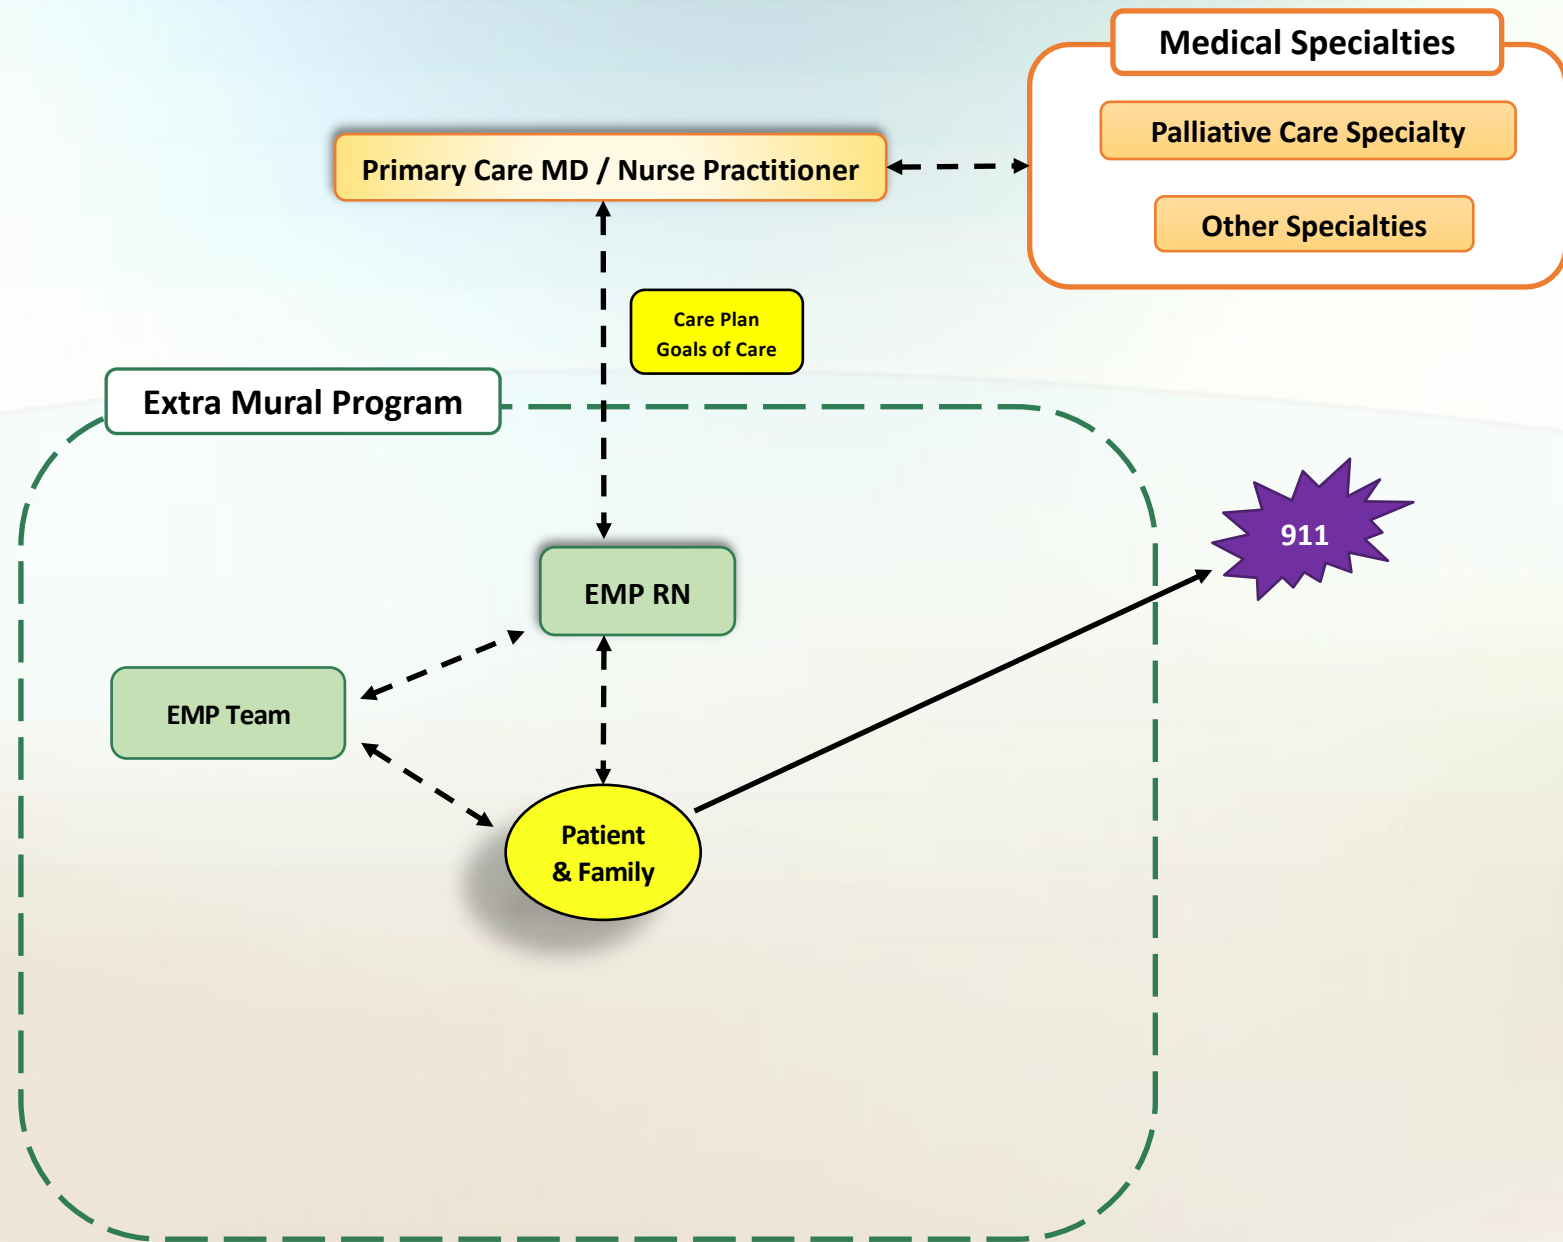 Medical Specialties
Palliative Care Specialty
Primary Care MD / Nurse Practitioner
Other Specialties
Care Plan
Goals of Care
Extra Mural Program
911
EMP RN
EMP Team
Patient
& Family